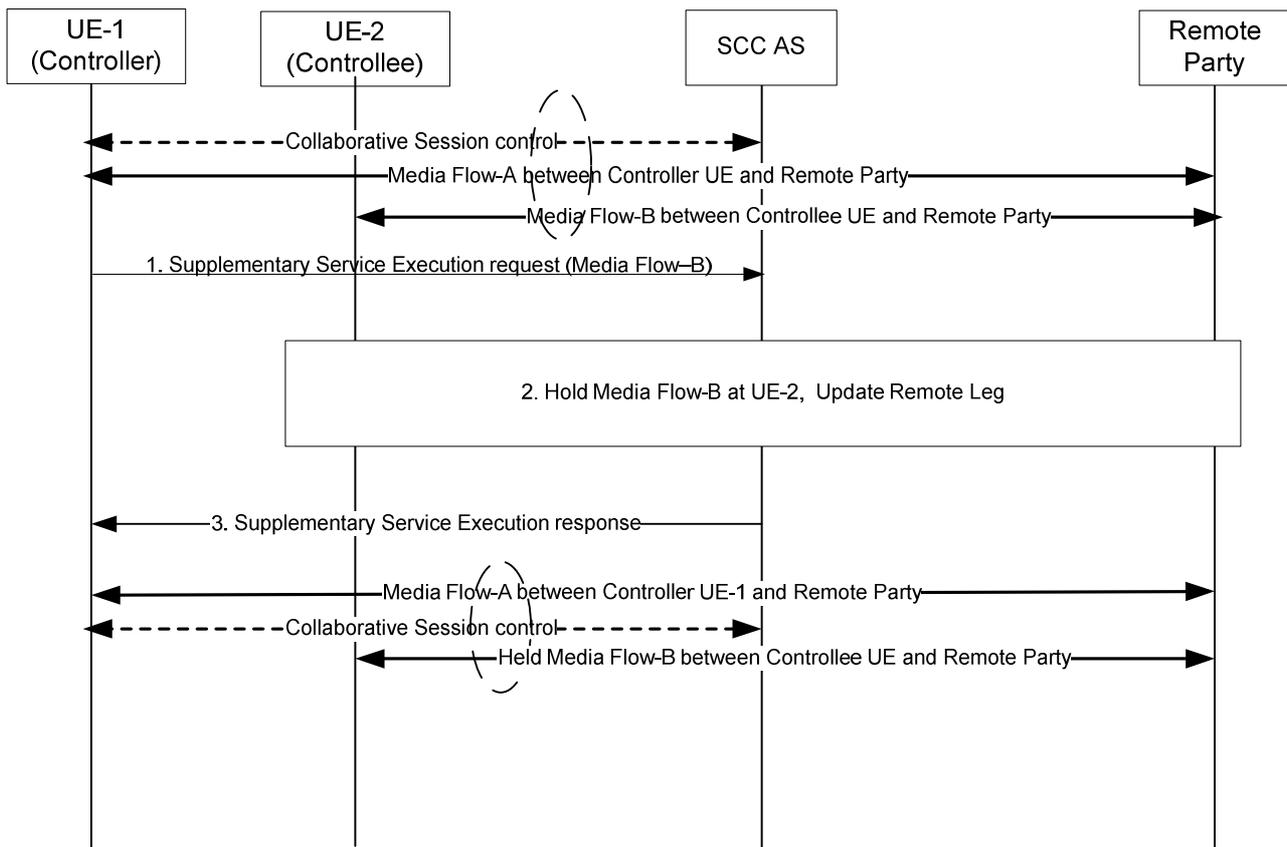 UE-1
(Controller)
UE-2
(Controllee)
SCC AS
Remote
Party
Collaborative Session control
Media Flow-A between Controller UE and Remote Party
Media Flow-B between Controllee UE and Remote Party
1. Supplementary Service Execution request (Media Flow–B)
2. Hold Media Flow-B at UE-2, Update Remote Leg
3. Supplementary Service Execution response
Media Flow-A between Controller UE-1 and Remote Party
Collaborative Session control
Held Media Flow-B between Controllee UE and Remote Party